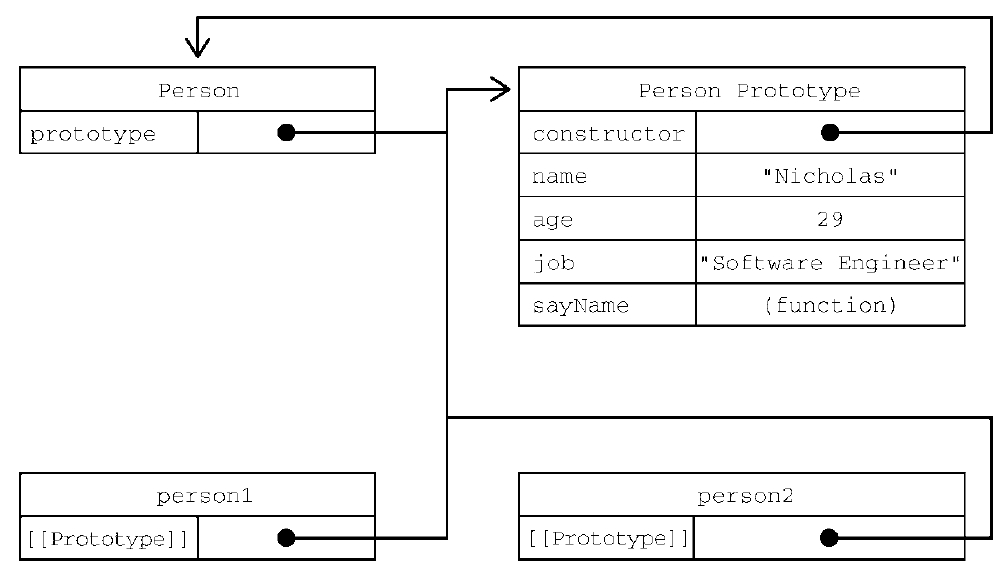 Person
prototype
Person Prototype
constructor
name "Nicholas"
age 29
job "Software Engineer"
sayName (function)
person1
[[Prototype]]
person2
[[Prototype]]